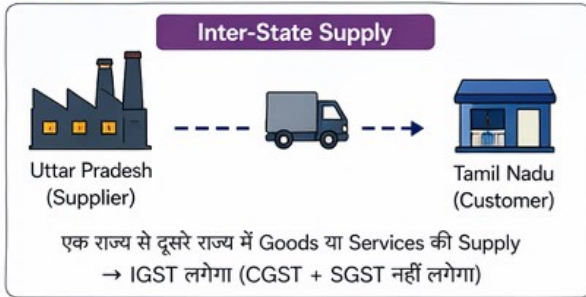 Inter-State Supply
Uttar Pradesh
(Supplier)
Tamil Nadu
(Customer)
एक राज्य से दूसरे राज्य में Goods या Services की Supply
→ IGST लगेगा (CGST + SGST नहीं लगेगा)